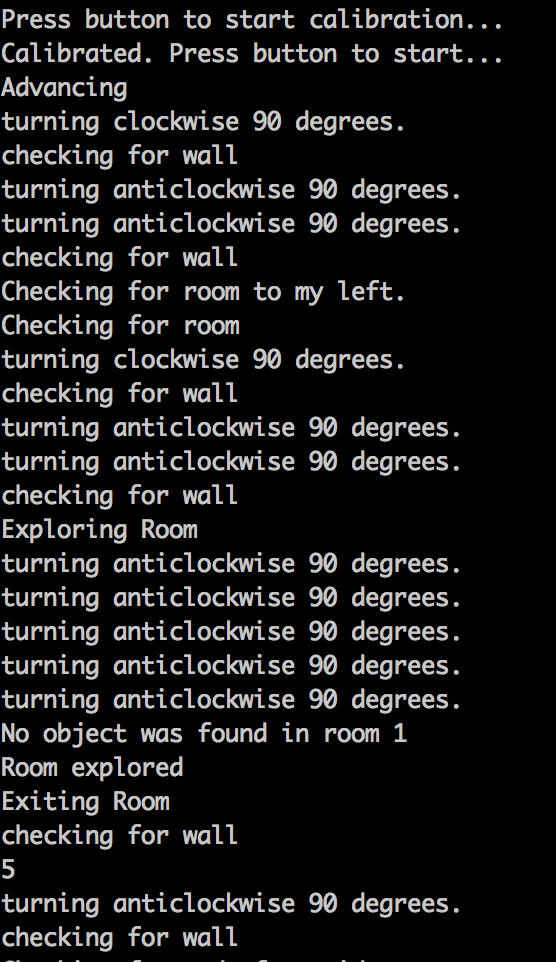 Press button to start calibration...
Calibrated. Press button to start...
Advancing
turning clockwise 90 degrees.
checking for wall
turning anticlockwise 90 degrees.
turning anticlockwise 90 degrees.
checking for wall
Checking for room to my left.
Checking for room
turning clockwise 90 degrees.
checking for wall
turning anticlockwise 90 degrees.
turning anticlockwise 90 degrees.
checking for wall
Exploring Room
turning anticlockwise 90 degrees.
turning anticlockwise 90 degrees.
turning anticlockwise 90 degrees.
turning anticlockwise 90 degrees.
turning anticlockwise 90 degrees.
No object was found in room 1
Room explored
Exiting Room
checking for wall
5
turning anticlockwise 90 degrees.
checking for wall